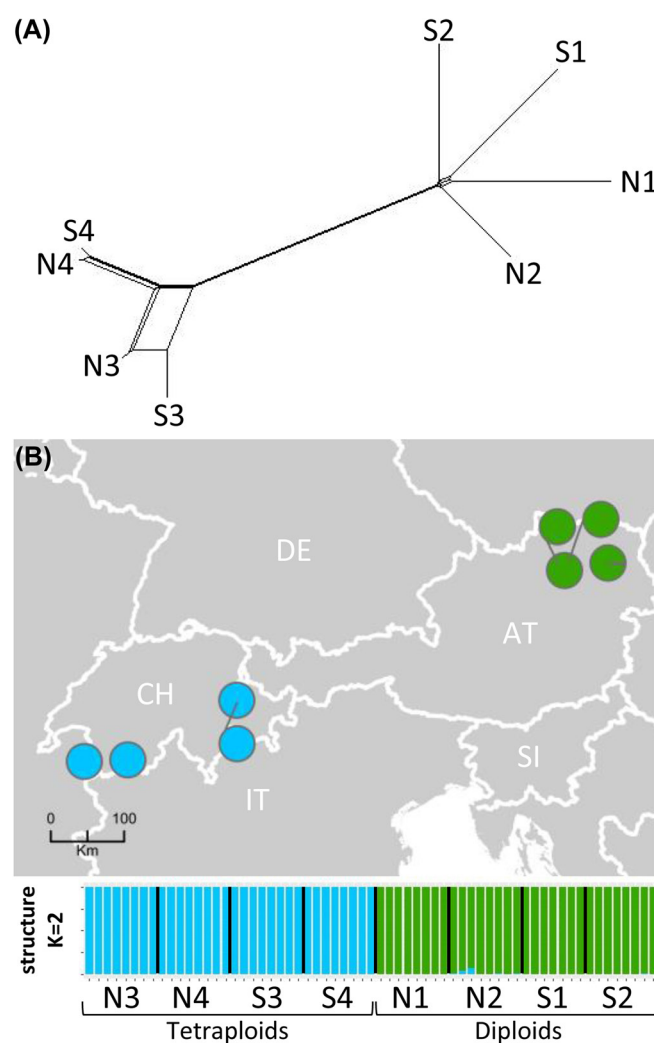 (A)
S2
S1
N1
N2
S4
N4
N3
S3
(B)
DE
AT
CH
SI
IT
0 100
Km
structure
K=2
N3 N4 S3 S4 N1 N2 S1 S2
Tetraploids Diploids